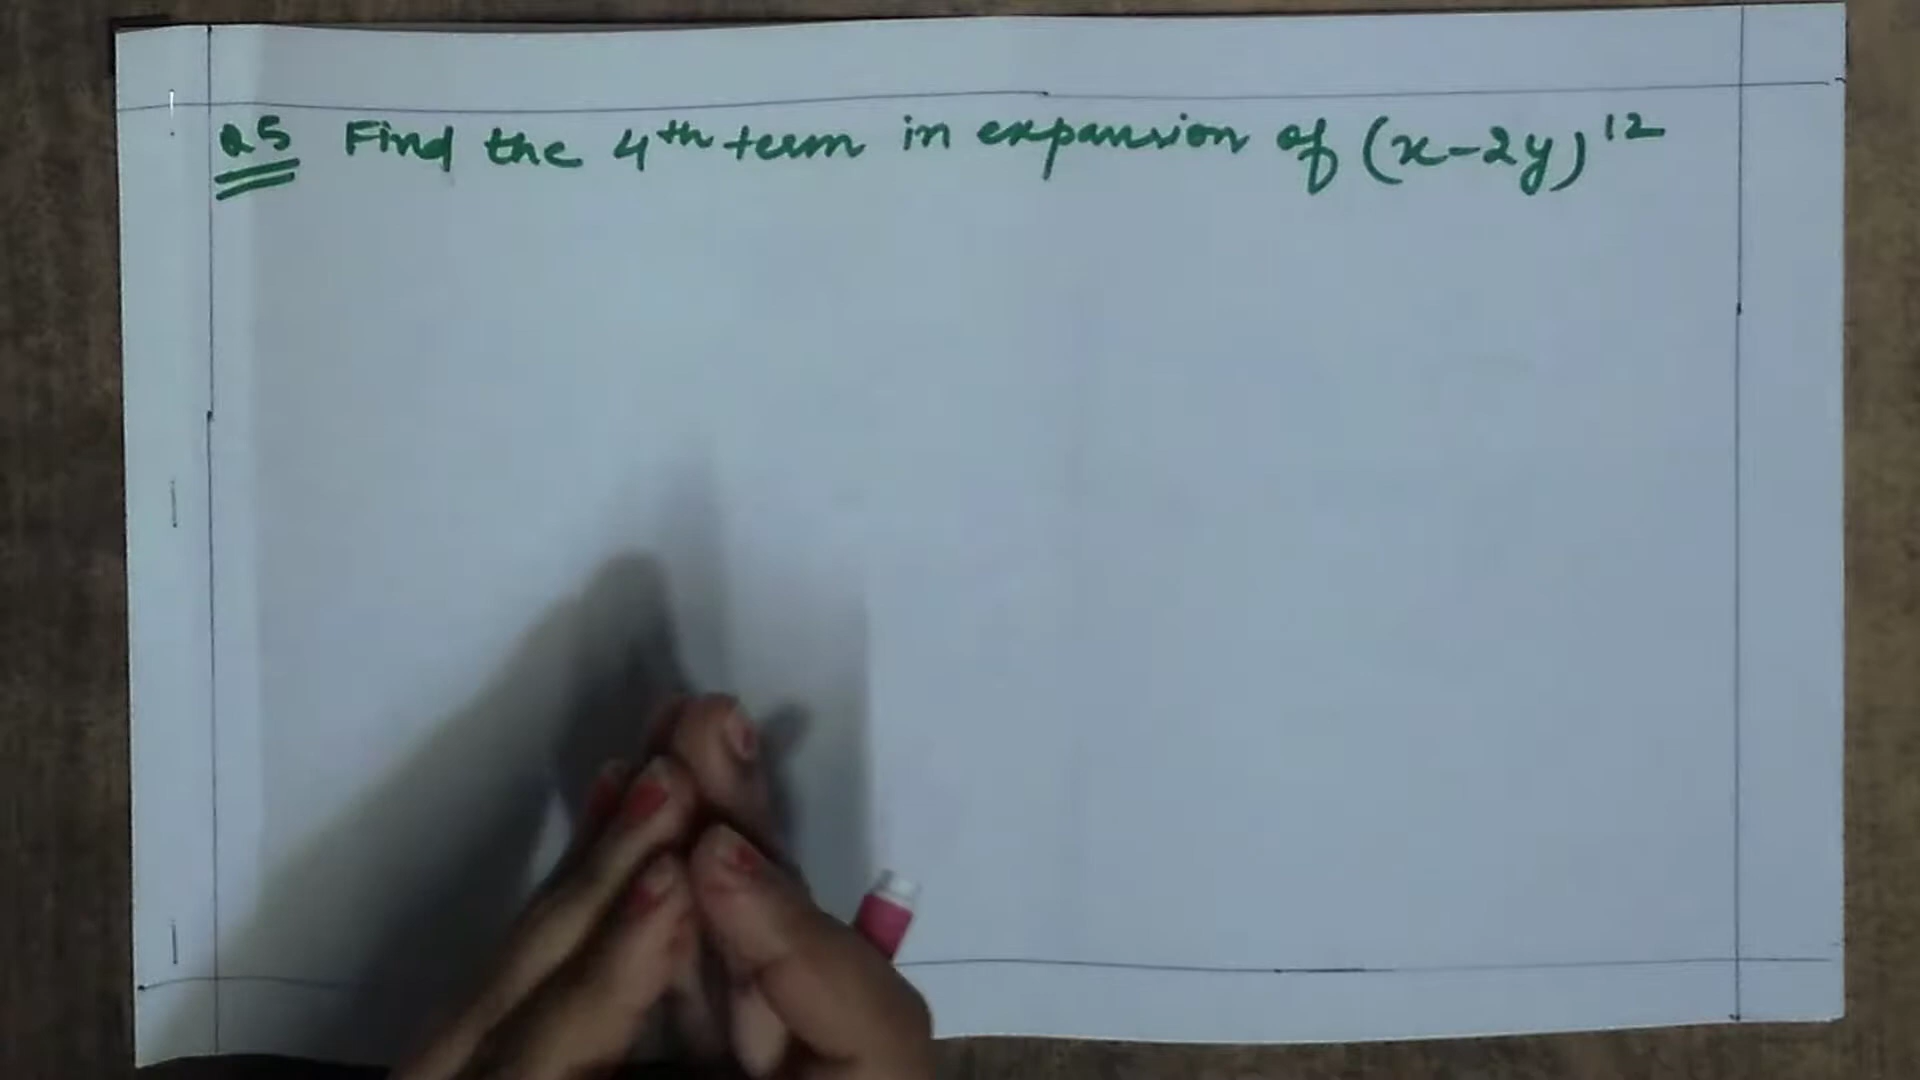 Q5 Find the 4th term in expansion of (x-2y)^12